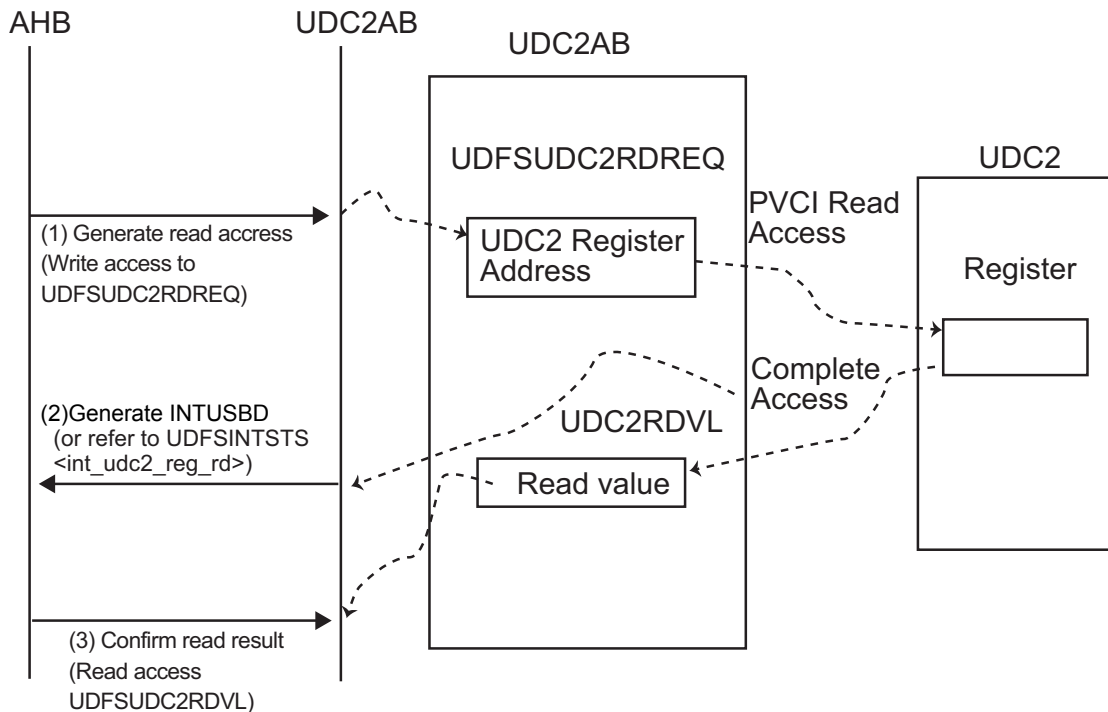 AHB
UDC2AB
UDC2AB
UDC2
UDFSUDC2RDREQ
PVCI Read
Access
UDC2 Register
Address
Register
(1) Generate read accress
(Write access to
UDFSUDC2RDREQ)
Complete
Access
(2)Generate INTUSBD
(or refer to UDFSINTSTS
<int_udc2_reg_rd>)
UDC2RDVL
Read value
(3) Confirm read result
(Read access
UDFSUDC2RDVL)